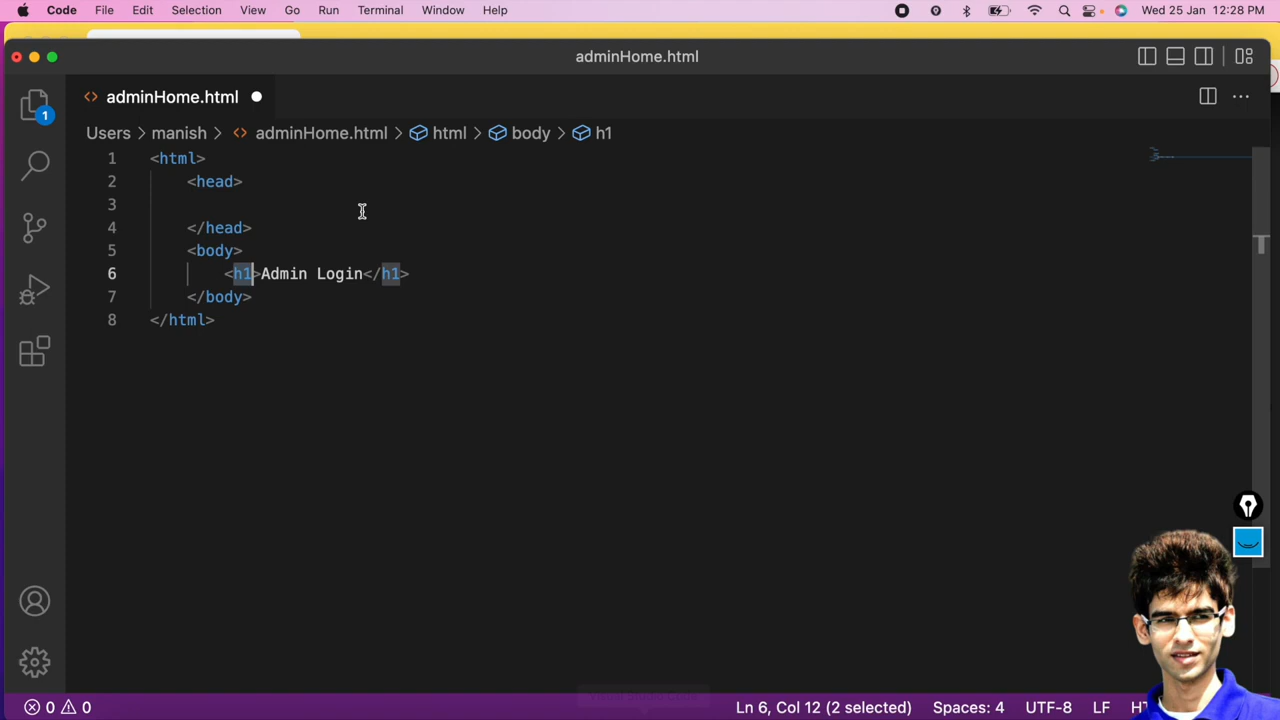 Code File Edit Selection View Go Run Terminal Window Help Wed 25 Jan 12:28 PM
adminHome.html
<> adminHome.html
1
Users > manish > <> adminHome.html > html > body > h1
1 <html>
2 <head>
3
4 </head>
5 <body>
6 <h1>Admin Login</h1>
7 </body>
8 </html>
0 0 Ln 6, Col 12 (2 selected) Spaces: 4 UTF-8 LF